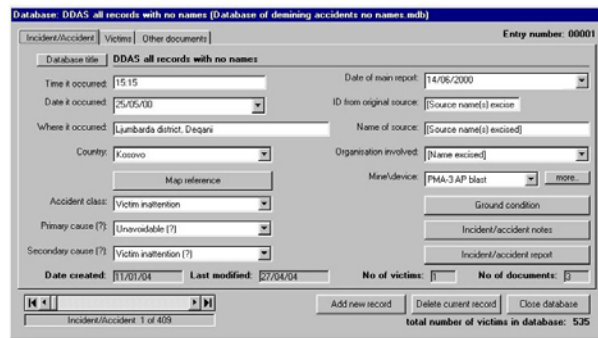 Database: DDAS all records with no names (Database of demining accidents no names.mdb)
Incident/Accident Victims Other documents Entry number: 00001
Database title DDAS all records with no names
Time it occurred: 15:15 Date of main report: 14/06/2000
Date it occurred: 25/05/00 ID from original source: [Source name(s) excise
Where it occurred: Ljumbarda district, Deqani Name of source: [Source name(s) excised]
Country: Kosovo Organisation involved: [Name excised]
Map reference Mine\device: PMA-3 AP blast more..
Accident class: Victim inattention Ground condition
Primary cause (?): Unavoidable (?) Incident/accident notes
Secondary cause (?): Victim inattention (?) Incident/accident report
Date created: 11/01/04 Last modified: 27/04/04 No of victims: 1 No of documents: 3
Add new record Delete current record Close database
Incident/Accident 1 of 409 total number of victims in database: 535